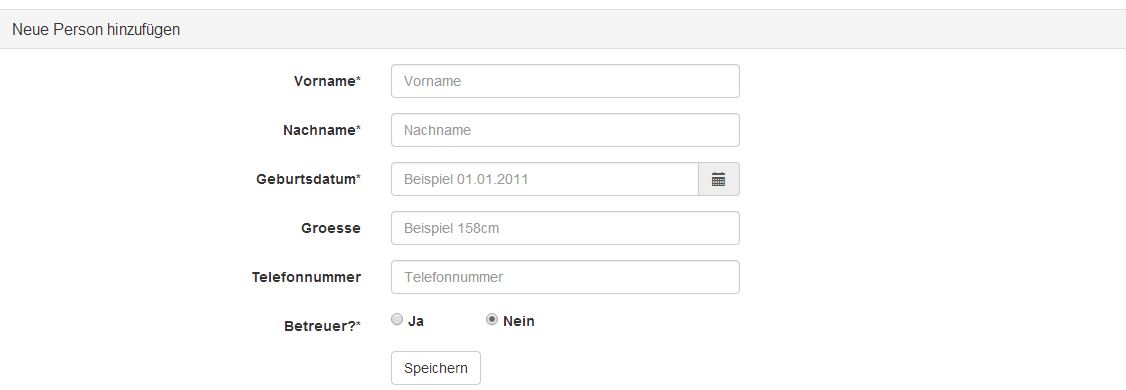 Neue Person hinzufügen
Vorname* Vorname
Nachname* Nachname
Geburtsdatum* Beispiel 01.01.2011
Groesse Beispiel 158cm
Telefonnummer Telefonnummer
Betreuer?* Ja Nein
Speichern